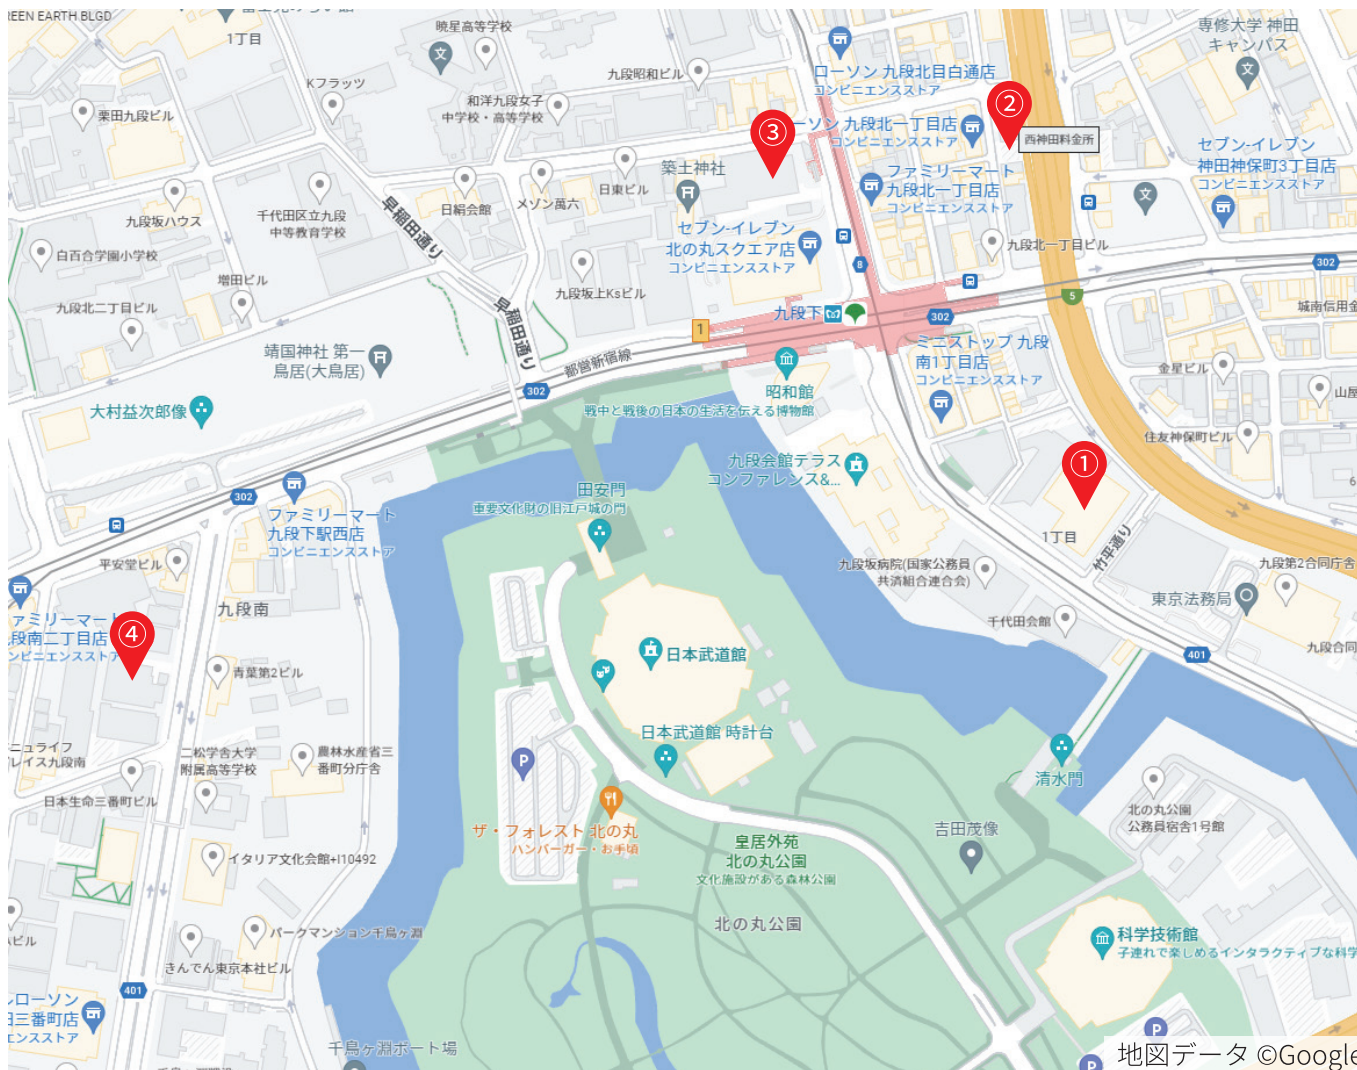 REEN EARTH BLGD
1丁目
暁星高等学校
Kフラッツ
栗田九段ビル
和洋九段女子
中学校・高等学校
九段昭和ビル
ローソン 九段北目白通店
コンビニエンスストア
専修大学 神田
キャンパス
②
西神田料金所
③
ーソン 九段北一丁目店
コンビニエンスストア
セブン-イレブン
神田神保町3丁目店
コンビニエンスストア
ファミリーマート
九段北一丁目店
コンビニエンスストア
築土神社
日東ビル
メゾン萬六
日絹会館
九段坂ハウス
千代田区立九段
中等教育学校
早稲田通り
白百合学園小学校
増田ビル
九段北二丁目ビル
セブン-イレブン
北の丸スクエア店
コンビニエンスストア
九段坂上Ksビル
九段北一丁目ビル
8
302
5
城南信用金
九段下
302
1
早稲田通り
都営新宿線
302
靖国神社 第一
鳥居(大鳥居)
大村益次郎像
昭和館
戦中と戦後の日本の生活を伝える博物館
ミニストップ 九段
南1丁目店
コンビニエンスストア
金星ビル
山屋
住友神保町ビル
①
1丁目
竹平通り
九段会館テラス
コンファレンス&...
田安門
重要文化財の旧江戸城の門
302
ファミリーマート
九段下駅西店
コンビニエンスストア
平安堂ビル
九段南
九段坂病院(国家公務員
共済組合連合会)
千代田会館
東京法務局
九段第2合同庁舎
九段合同
401
ァミリーマート
段南二丁目店
ンビニエンスストア
④
青葉第2ビル
日本武道館
日本武道館 時計台
P
清水門
ニュライフ
レイス九段南
二松学舎大学
附属高等学校
農林水産省三
番町分庁舎
日本生命三番町ビル
イタリア文化会館+I10492
ザ・フォレスト 北の丸
ハンバーガー・お手頃
皇居外苑
北の丸公園
文化施設がある森林公園
北の丸公園
吉田茂像
北の丸公園
公務員宿舎1号館
ビル
パークマンション千鳥ヶ淵
きんでん東京本社ビル
401
科学技術館
子連れで楽しめるインタラクティブな科学
ローソン
三番町店
エンスストア
千鳥ヶ淵ボート場
P
P
地図データ ©Google